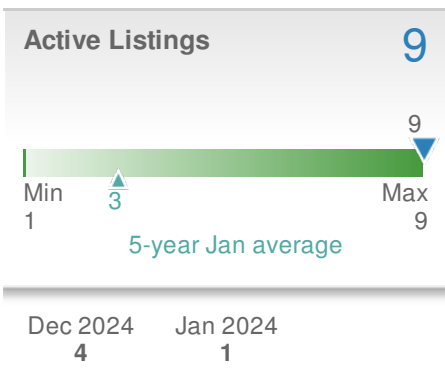 Active Listings 9
9
Min Max
3
1 9
5-year Jan average
Dec 2024 Jan 2024
4 1